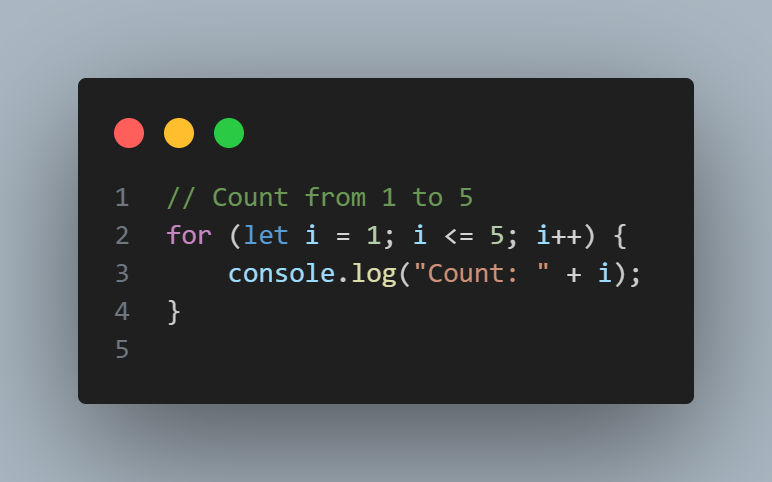 1 // Count from 1 to 5
2 for (let i = 1; i <= 5; i++) {
3     console.log("Count: " + i);
4 }
5